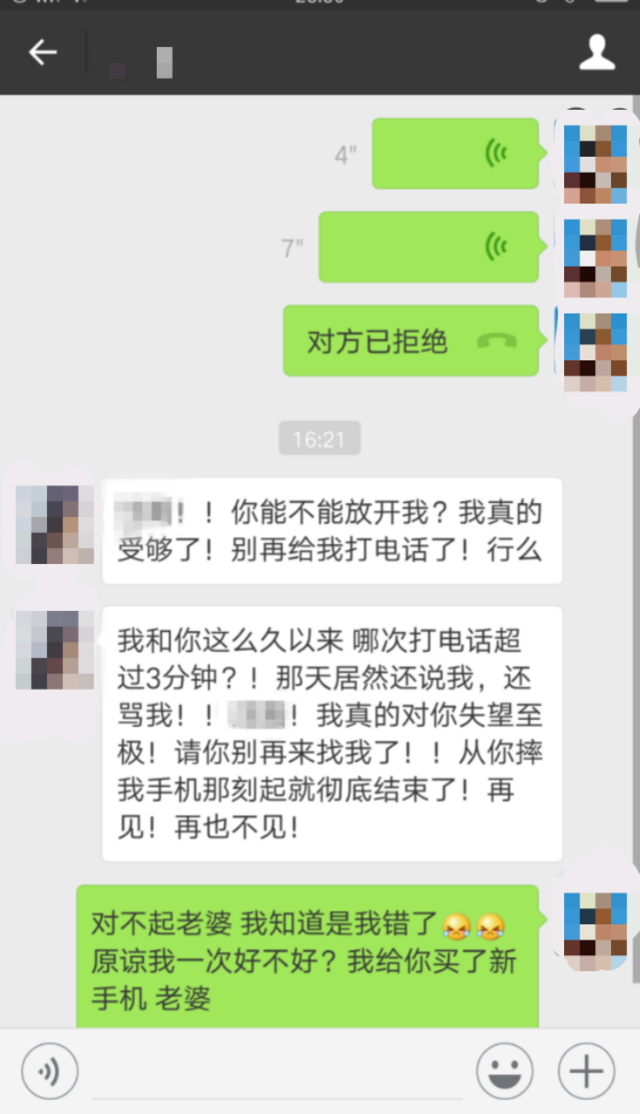 4"
7"
对方已拒绝
16:21
！！你能不能放开我？我真的
受够了！别再给我打电话了！行么
我和你这么久以来 哪次打电话超
过3分钟？！那天居然还说我，还
骂我！！ ！我真的对你失望至
极！请你别再来找我了！！从你摔
我手机那刻起就彻底结束了！再
见！再也不见！
对不起老婆 我知道是我错了😂😂
原谅我一次好不好？我给你买了新
手机 老婆